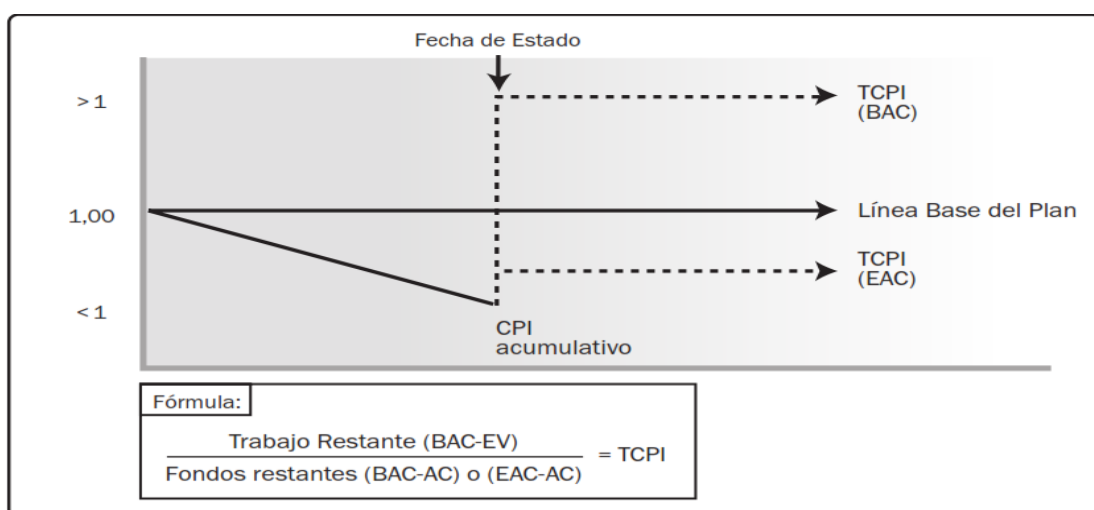 Fecha de Estado
> 1
TCPI
(BAC)
1,00
Línea Base del Plan
TCPI
(EAC)
< 1
CPI
acumulativo
Fórmula:
Trabajo Restante (BAC-EV)
Fondos restantes (BAC-AC) o (EAC-AC)
= TCPI